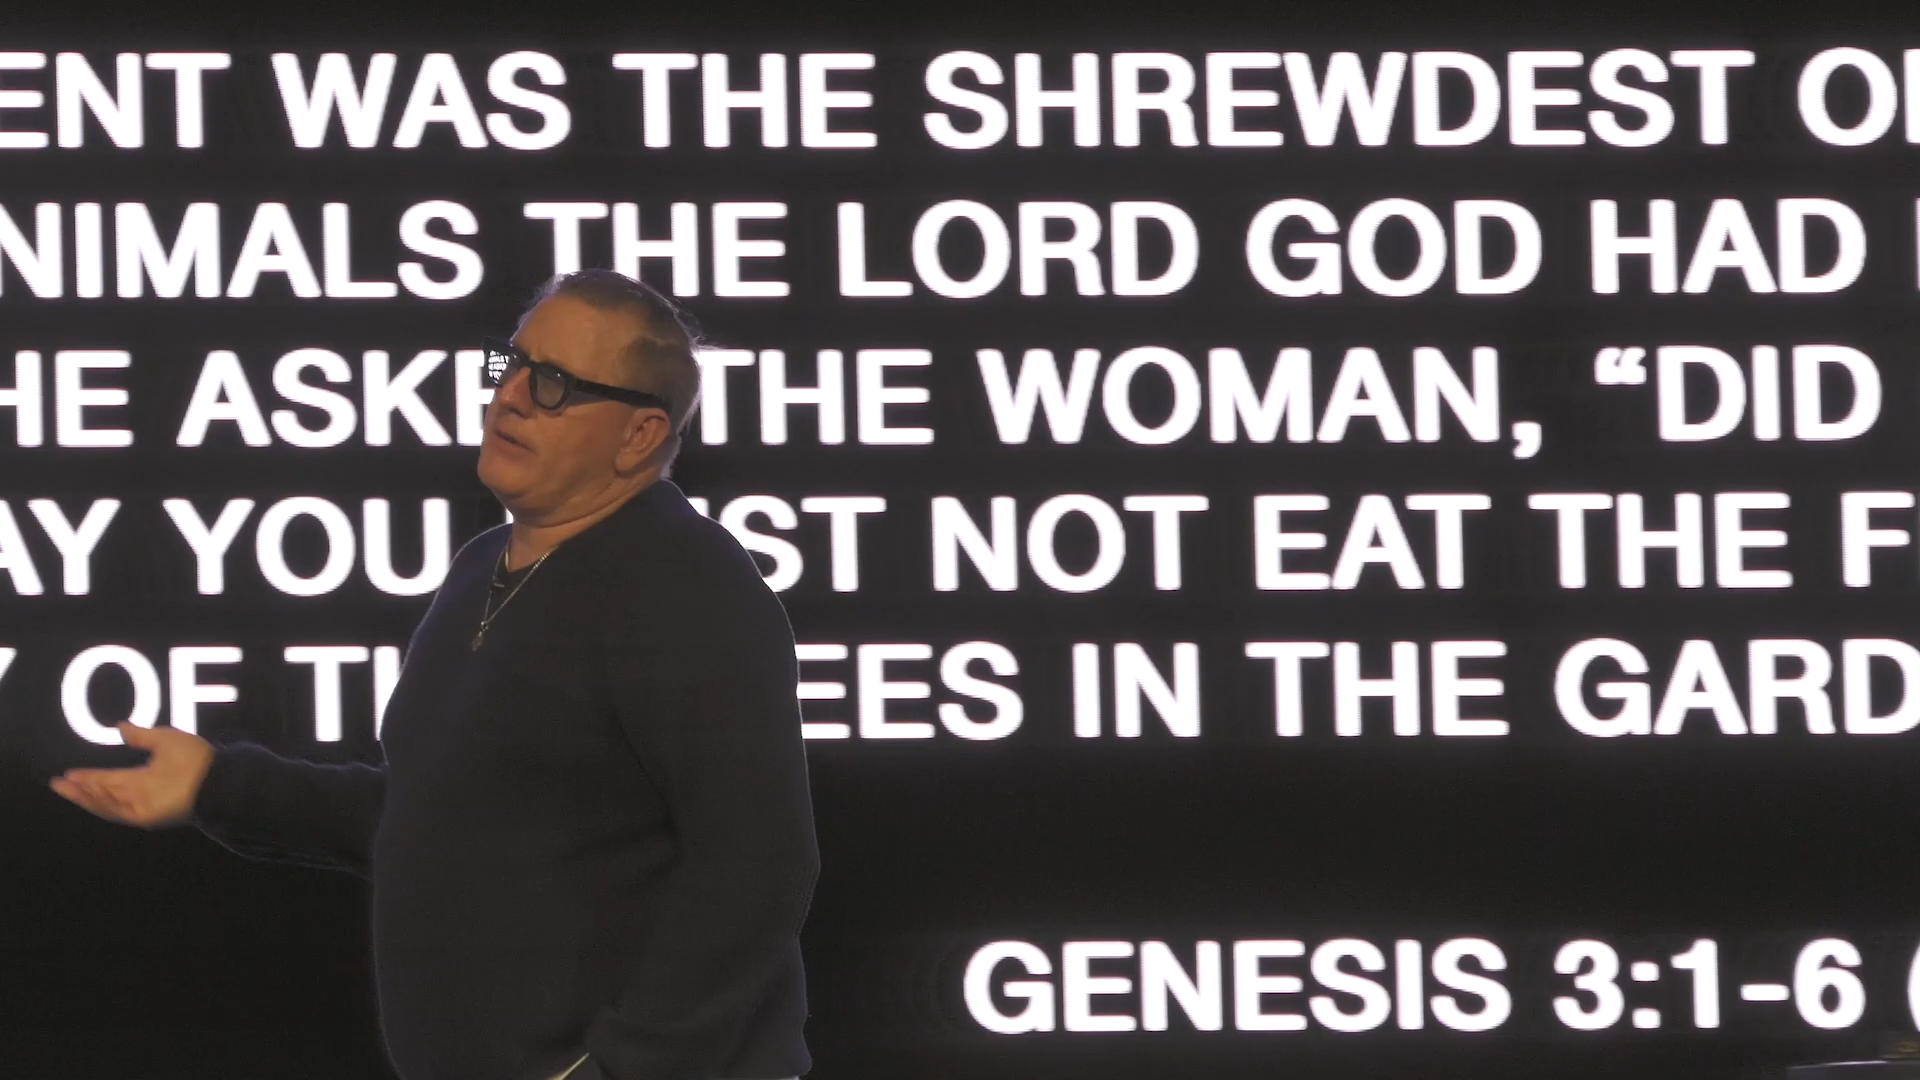 ENT WAS THE SHREWDEST
NIMALS THE LORD GOD HAD
HE ASKE THE WOMAN, “DID
AY YOU ST NOT EAT THE F
Y OF TH EES IN THE GARD
GENESIS 3:1-6 (